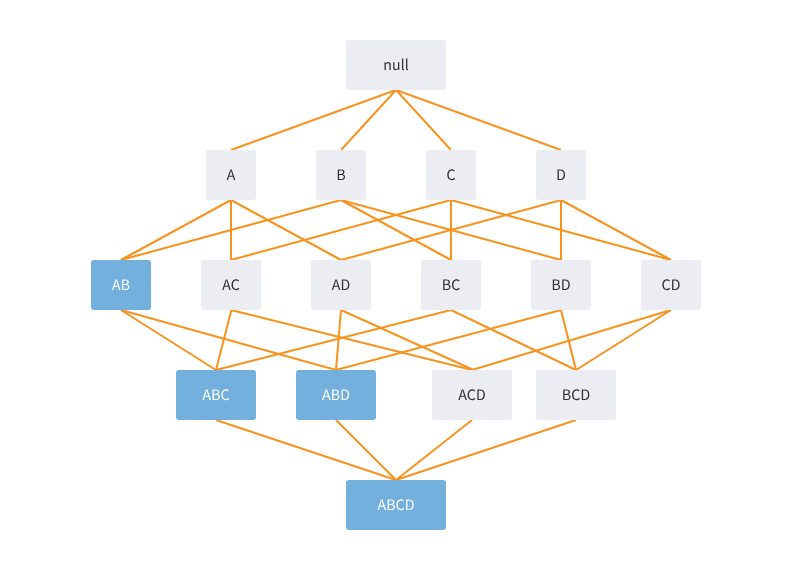 null
A B C D
AB AC AD BC BD CD
ABC ABD ACD BCD
ABCD